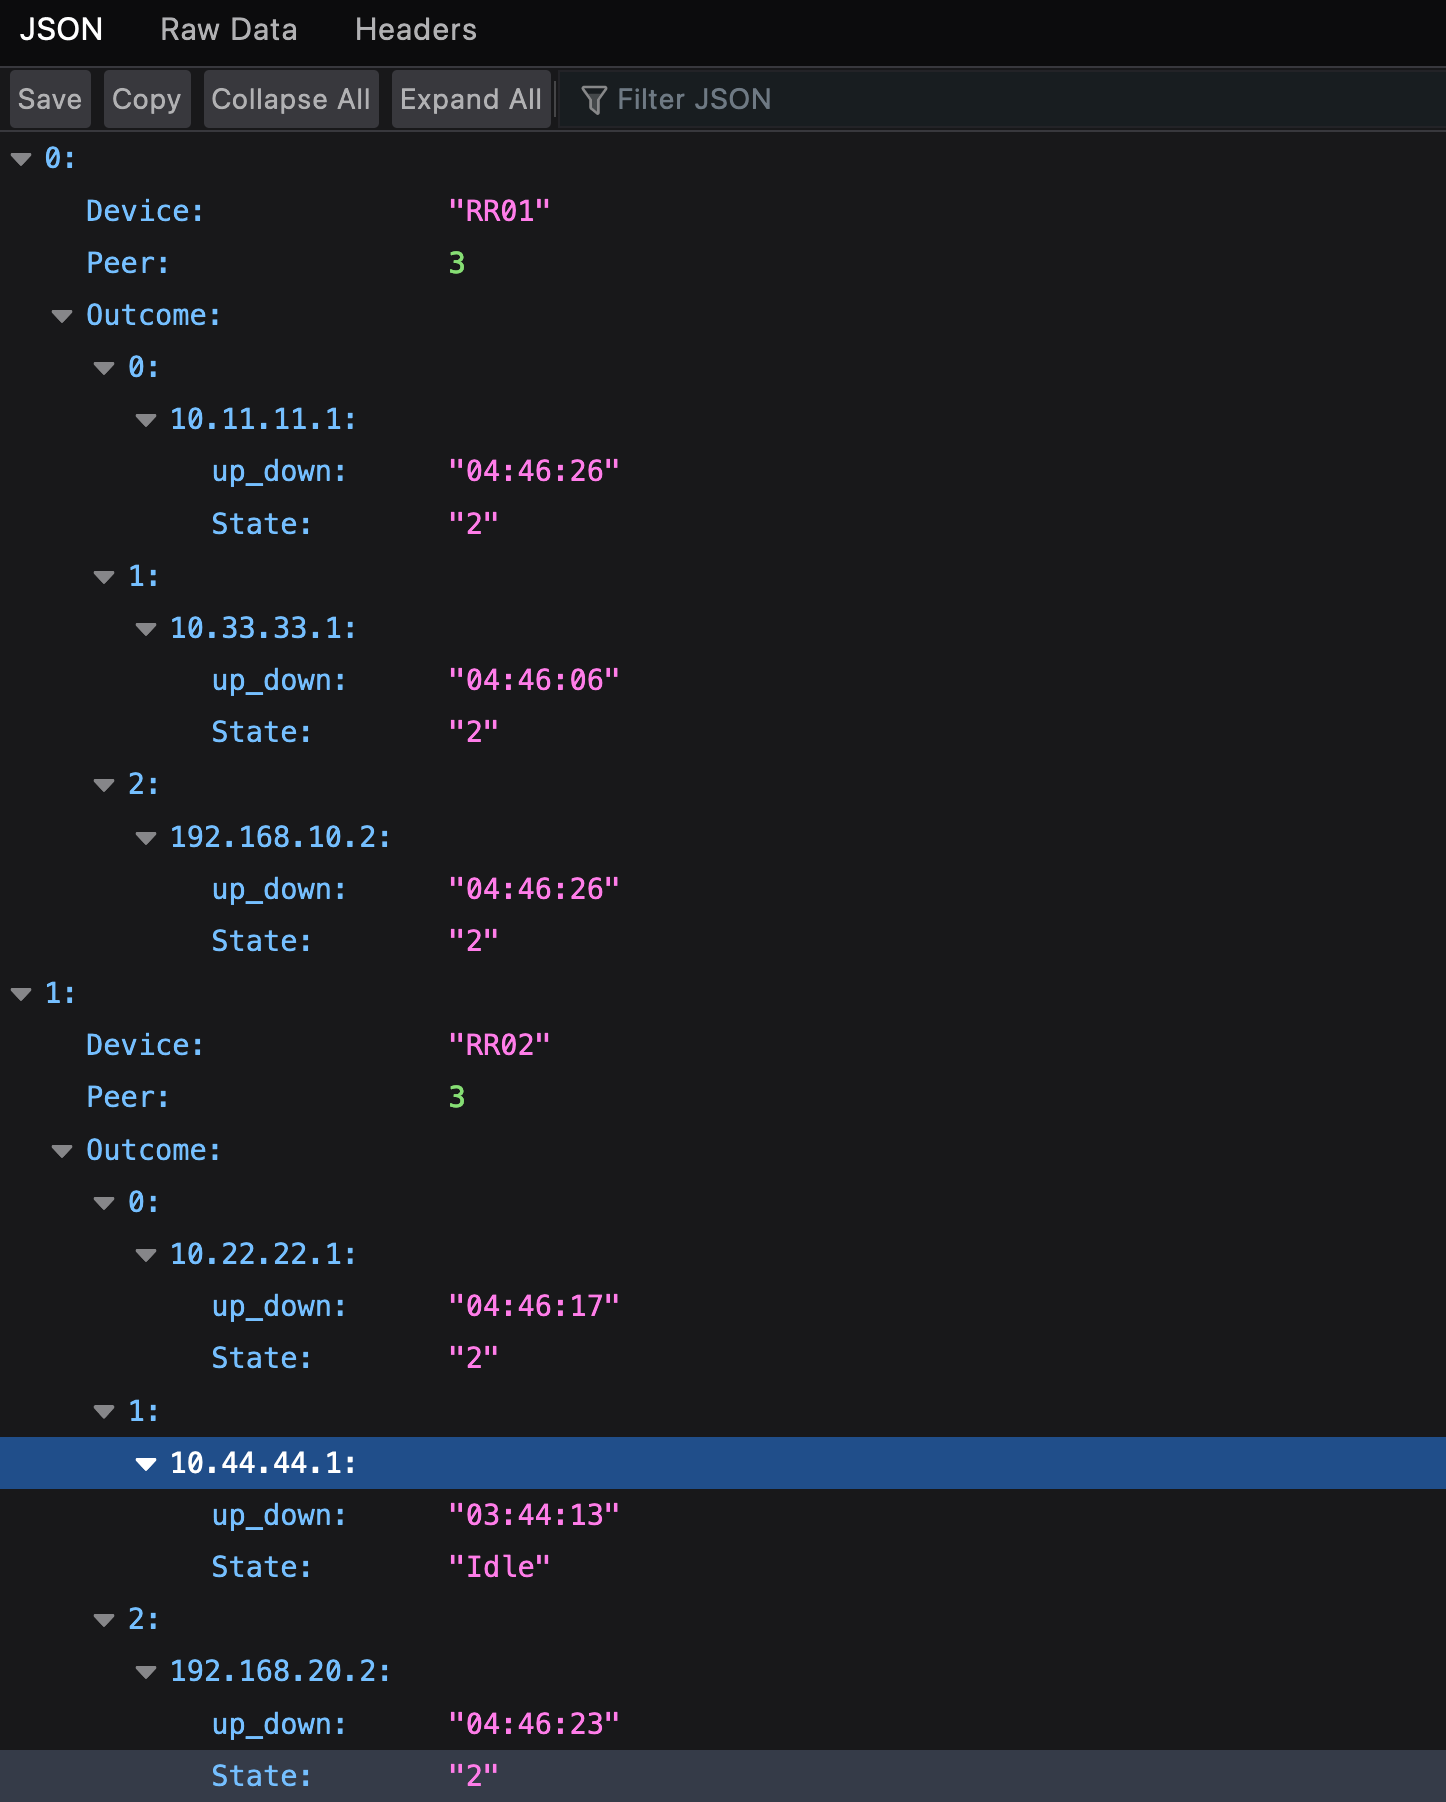 JSON Raw Data Headers
Save Copy Collapse All Expand All Filter JSON
0:
Device: "RR01"
Peer: 3
Outcome:
0:
10.11.11.1:
up_down: "04:46:26"
State: "2"
1:
10.33.33.1:
up_down: "04:46:06"
State: "2"
2:
192.168.10.2:
up_down: "04:46:26"
State: "2"
1:
Device: "RR02"
Peer: 3
Outcome:
0:
10.22.22.1:
up_down: "04:46:17"
State: "2"
1:
10.44.44.1:
up_down: "03:44:13"
State: "Idle"
2:
192.168.20.2:
up_down: "04:46:23"
State: "2"